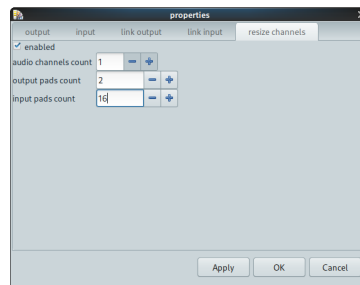 properties
output input link output link input resize channels
enabled
audio channels count 1
output pads count 2
input pads count 16
Apply OK Cancel